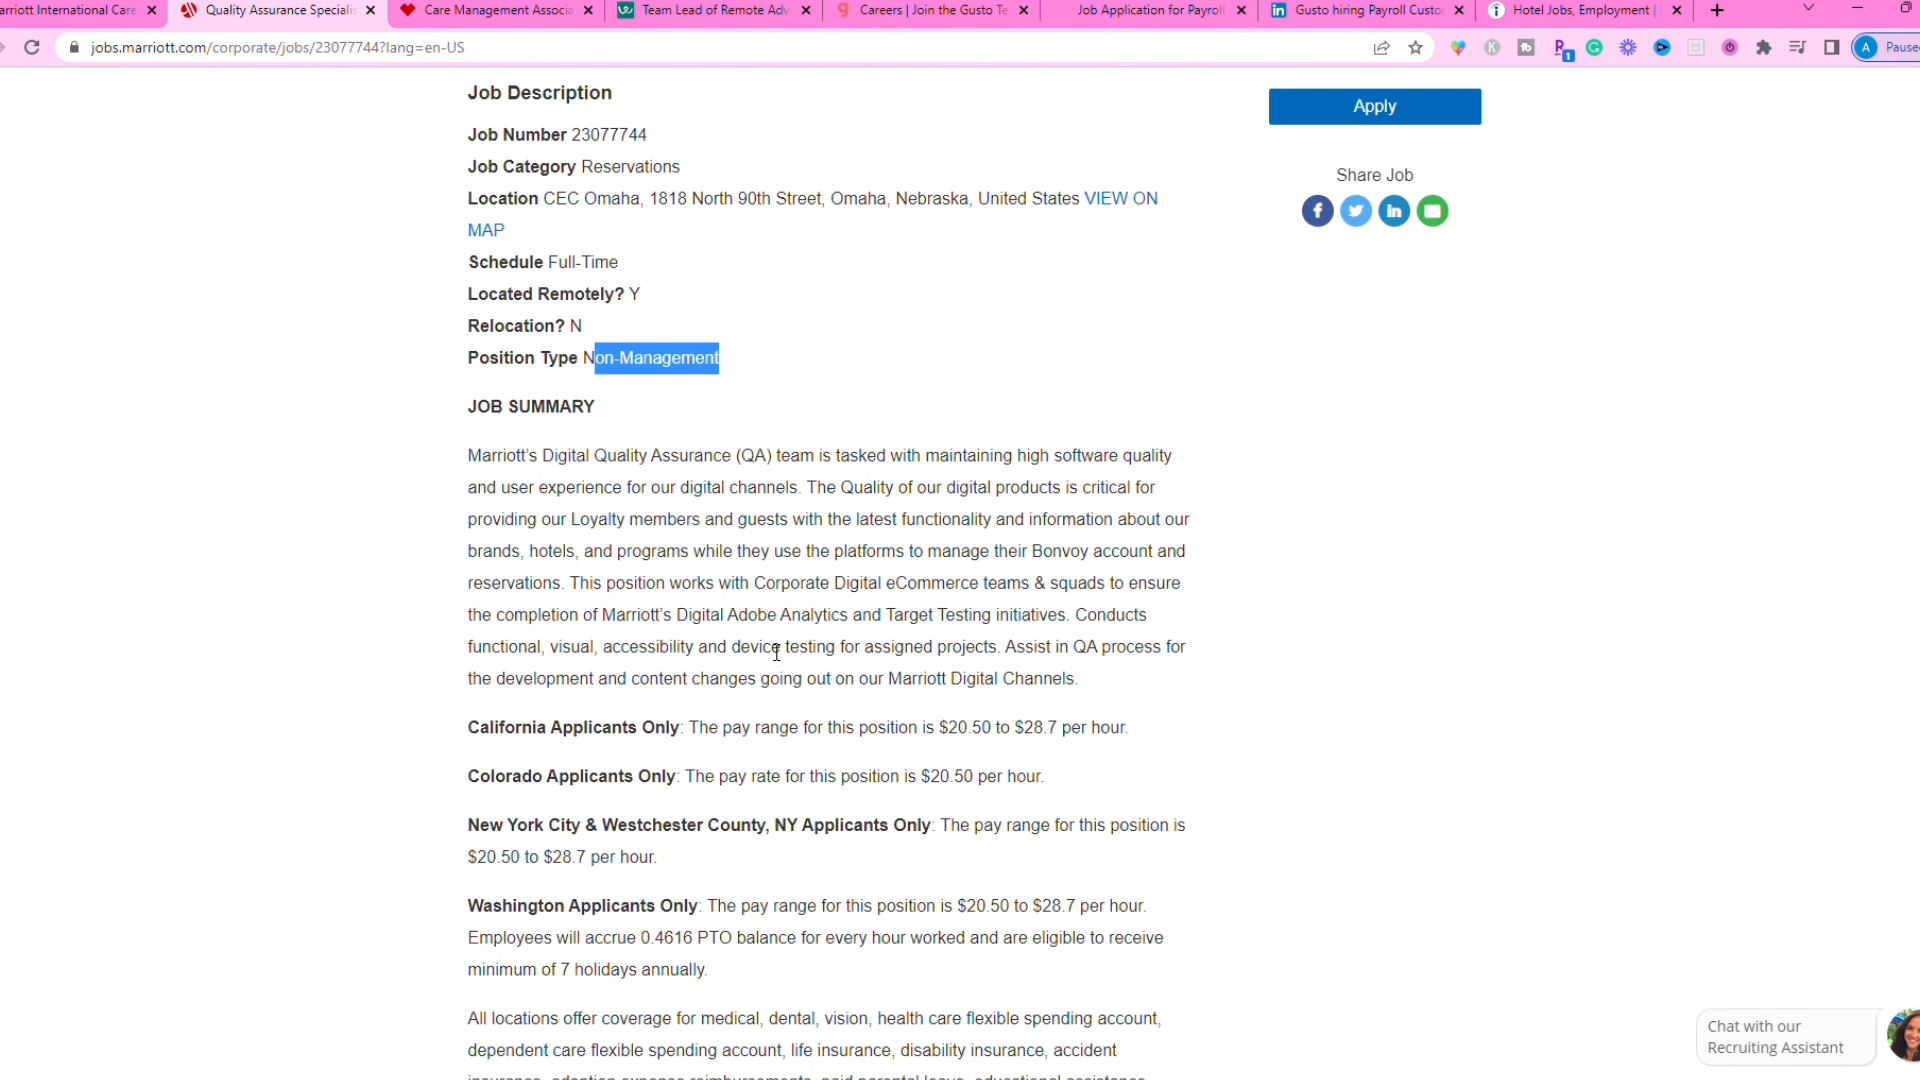 arriott International Care
Quality Assurance Specialis
Care Management Associa
Team Lead of Remote Adv
Careers | Join the Gusto Te
Job Application for Payroll
Gusto hiring Payroll Custo
Hotel Jobs, Employment |
jobs.marriott.com/corporate/jobs/23077744?lang=en-US
Paused
Job Description
Apply
Job Number 23077744
Job Category Reservations
Share Job
Location CEC Omaha, 1818 North 90th Street, Omaha, Nebraska, United States VIEW ON
MAP
Schedule Full-Time
Located Remotely? Y
Relocation? N
Position Type Non-Management
JOB SUMMARY
Marriott's Digital Quality Assurance (QA) team is tasked with maintaining high software quality
and user experience for our digital channels. The Quality of our digital products is critical for
providing our Loyalty members and guests with the latest functionality and information about our
brands, hotels, and programs while they use the platforms to manage their Bonvoy account and
reservations. This position works with Corporate Digital eCommerce teams & squads to ensure
the completion of Marriott's Digital Adobe Analytics and Target Testing initiatives. Conducts
functional, visual, accessibility and device testing for assigned projects. Assist in QA process for
the development and content changes going out on our Marriott Digital Channels.
California Applicants Only: The pay range for this position is $20.50 to $28.7 per hour.
Colorado Applicants Only: The pay rate for this position is $20.50 per hour.
New York City & Westchester County, NY Applicants Only: The pay range for this position is
$20.50 to $28.7 per hour.
Washington Applicants Only: The pay range for this position is $20.50 to $28.7 per hour.
Employees will accrue 0.4616 PTO balance for every hour worked and are eligible to receive
minimum of 7 holidays annually.
All locations offer coverage for medical, dental, vision, health care flexible spending account,
dependent care flexible spending account, life insurance, disability insurance, accident
insurance, adoption expense reimbursements, paid parental leave, educational assistance
Chat with our
Recruiting Assistant